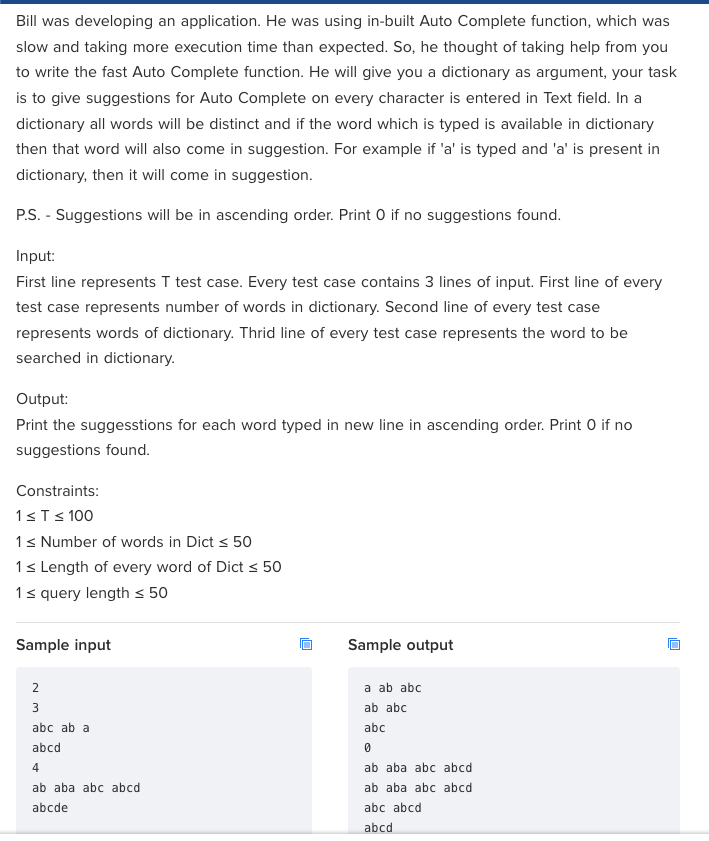 Bill was developing an application. He was using in-built Auto Complete function, which was
slow and taking more execution time than expected. So, he thought of taking help from you
to write the fast Auto Complete function. He will give you a dictionary as argument, your task
is to give suggestions for Auto Complete on every character is entered in Text field. In a
dictionary all words will be distinct and if the word which is typed is available in dictionary
then that word will also come in suggestion. For example if 'a' is typed and 'a' is present in
dictionary, then it will come in suggestion.
P.S. - Suggestions will be in ascending order. Print 0 if no suggestions found.
Input:
First line represents T test case. Every test case contains 3 lines of input. First line of every
test case represents number of words in dictionary. Second line of every test case
represents words of dictionary. Thrid line of every test case represents the word to be
searched in dictionary.
Output:
Print the suggesstions for each word typed in new line in ascending order. Print 0 if no
suggestions found.
Constraints:
1 ≤ T ≤ 100
1 ≤ Number of words in Dict ≤ 50
1 ≤ Length of every word of Dict ≤ 50
1 ≤ query length ≤ 50
Sample input
2
3
abc ab a
abcd
4
ab aba abc abcd
abcde
Sample output
a ab abc
ab abc
abc
0
ab aba abc abcd
ab aba abc abcd
abc abcd
abcd